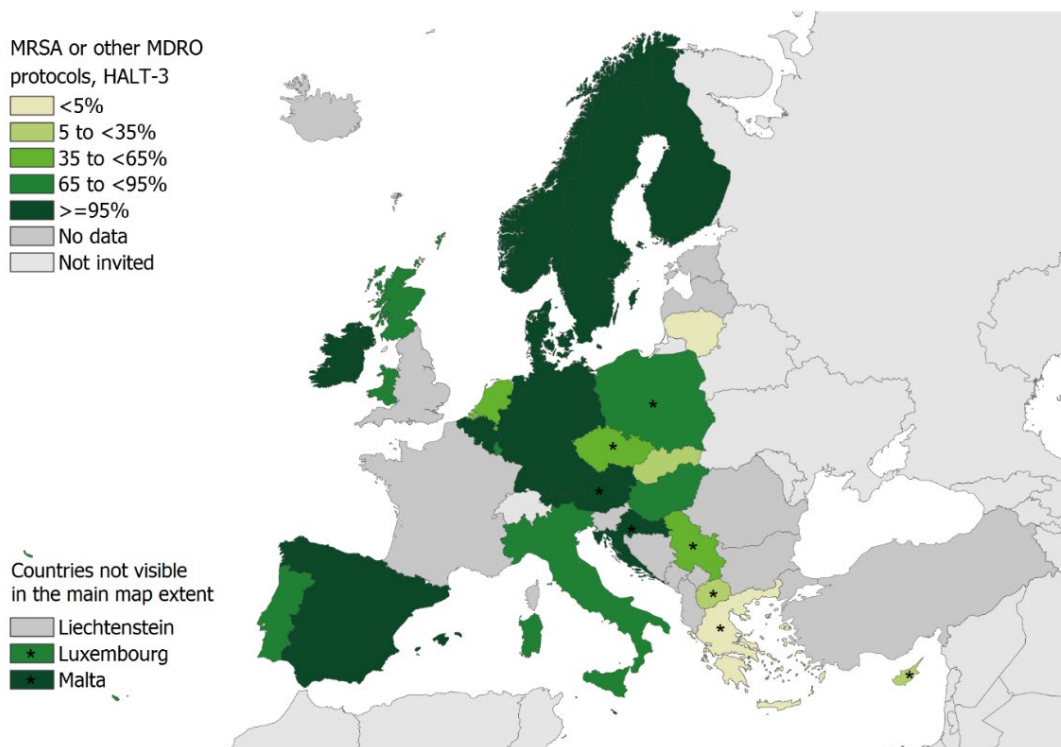 MRSA or other MDRO
protocols, HALT-3
<5%
5 to <35%
35 to <65%
65 to <95%
>=95%
No data
Not invited
Countries not visible
in the main map extent
Liechtenstein
* Luxembourg
* Malta
*
*
*
*
*
*
*
*